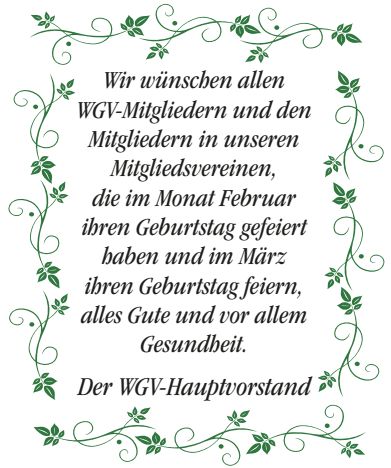 Wir wünschen allen
WGV-Mitgliedern und den
Mitgliedern in unseren
Mitgliedsvereinen,
die im Monat Februar
ihren Geburtstag gefeiert
haben und im März
ihren Geburtstag feiern,
alles Gute und vor allem
Gesundheit.
Der WGV-Hauptvorstand